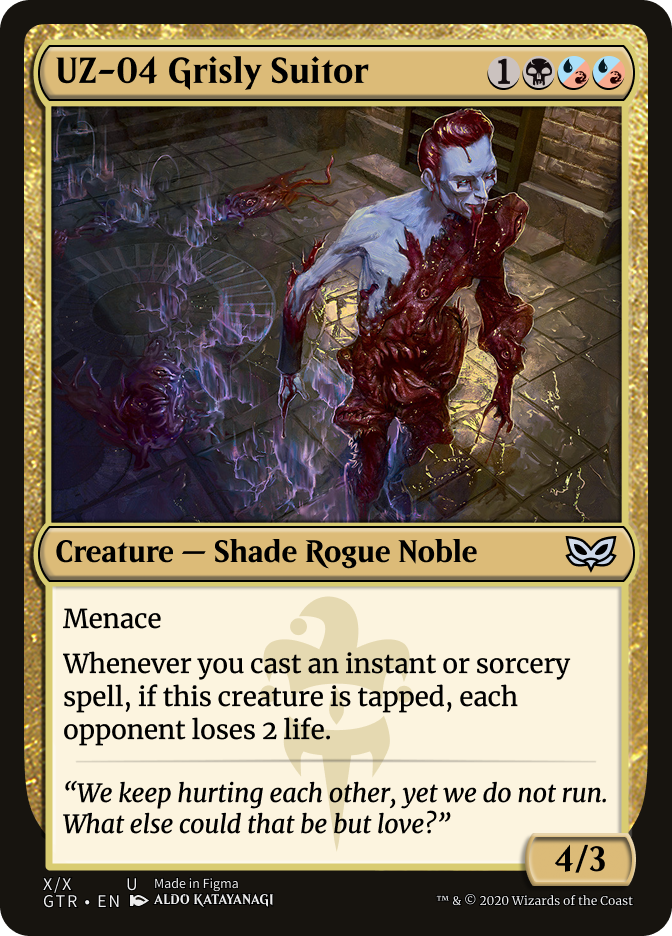 UZ-04 Grisly Suitor 1
Creature — Shade Rogue Noble
Menace
Whenever you cast an instant or sorcery
spell, if this creature is tapped, each
opponent loses 2 life.
“We keep hurting each other, yet we do not run.
What else could that be but love?”
4/3
X/X U Made in Figma
GTR • EN ALDO KATAYANAGI ™ & © 2020 Wizards of the Coast